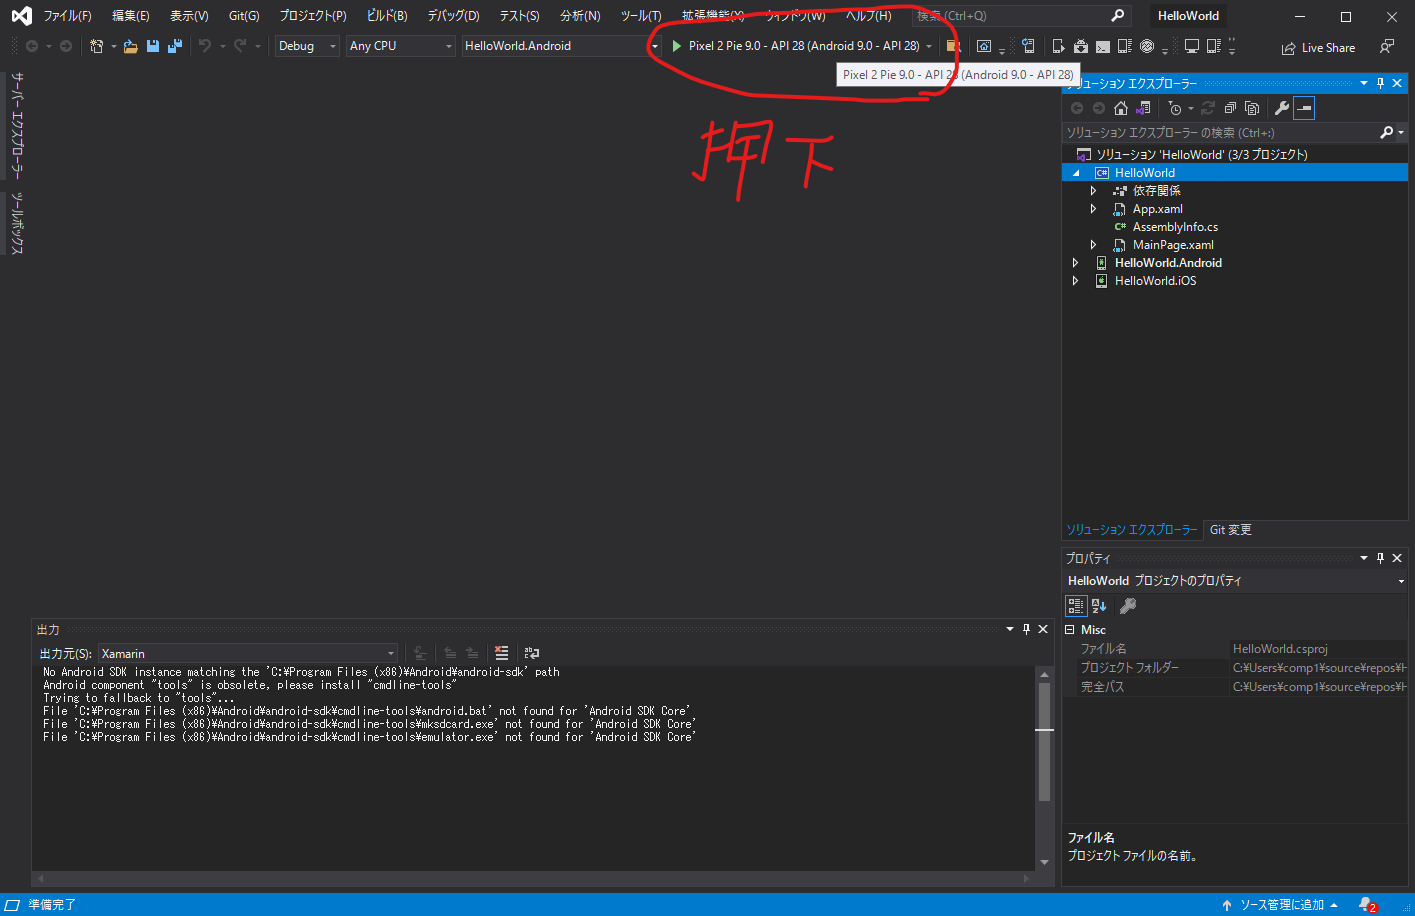 ファイル(F) 編集(E) 表示(V) Git(G) プロジェクト(P) ビルド(B) デバッグ(D) テスト(S) 分析(N) ツール(T) 拡張機能(X) ウィンドウ(W) ヘルプ(H) 検索 (Ctrl+Q) HelloWorld
Debug Any CPU HelloWorld.Android Pixel 2 Pie 9.0 - API 28 (Android 9.0 - API 28) Live Share
Pixel 2 Pie 9.0 - API 28 (Android 9.0 - API 28)
押下
サーバー エクスプローラー
ツールボックス
ソリューション エクスプローラー
ソリューション エクスプローラー の検索 (Ctrl+:)
ソリューション 'HelloWorld' (3/3 プロジェクト)
C# HelloWorld
依存関係
App.xaml
C# AssemblyInfo.cs
MainPage.xaml
HelloWorld.Android
HelloWorld.iOS
ソリューション エクスプローラー Git 変更
プロパティ
HelloWorld プロジェクトのプロパティ
Misc
ファイル名 HelloWorld.csproj
プロジェクト フォルダー C:¥Users¥comp1¥source¥repos¥H
完全パス C:¥Users¥comp1¥source¥repos¥H
ファイル名
プロジェクト ファイルの名前。
出力
出力元(S): Xamarin
No Android SDK instance matching the 'C:¥Program Files (x86)¥Android¥android-sdk' path
Android component "tools" is obsolete, please install "cmdline-tools"
Trying to fallback to "tools"...
File 'C:¥Program Files (x86)¥Android¥android-sdk¥cmdline-tools¥android.bat' not found for 'Android SDK Core'
File 'C:¥Program Files (x86)¥Android¥android-sdk¥cmdline-tools¥mksdcard.exe' not found for 'Android SDK Core'
File 'C:¥Program Files (x86)¥Android¥android-sdk¥cmdline-tools¥emulator.exe' not found for 'Android SDK Core'
準備完了 ソース管理に追加 2